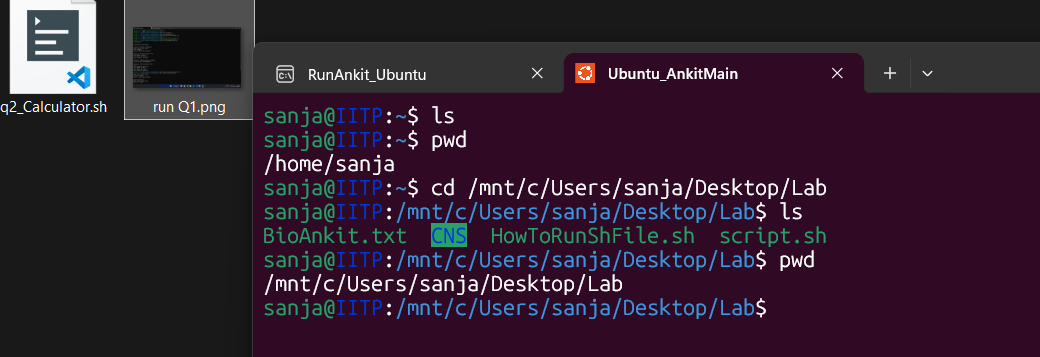 q2_Calculator.sh
run Q1.png
RunAnkit_Ubuntu
Ubuntu_AnkitMain
sanja@IITP:~$ ls
sanja@IITP:~$ pwd
/home/sanja
sanja@IITP:~$ cd /mnt/c/Users/sanja/Desktop/Lab
sanja@IITP:/mnt/c/Users/sanja/Desktop/Lab$ ls
BioAnkit.txt  CNS  HowToRunShFile.sh  script.sh
sanja@IITP:/mnt/c/Users/sanja/Desktop/Lab$ pwd
/mnt/c/Users/sanja/Desktop/Lab
sanja@IITP:/mnt/c/Users/sanja/Desktop/Lab$